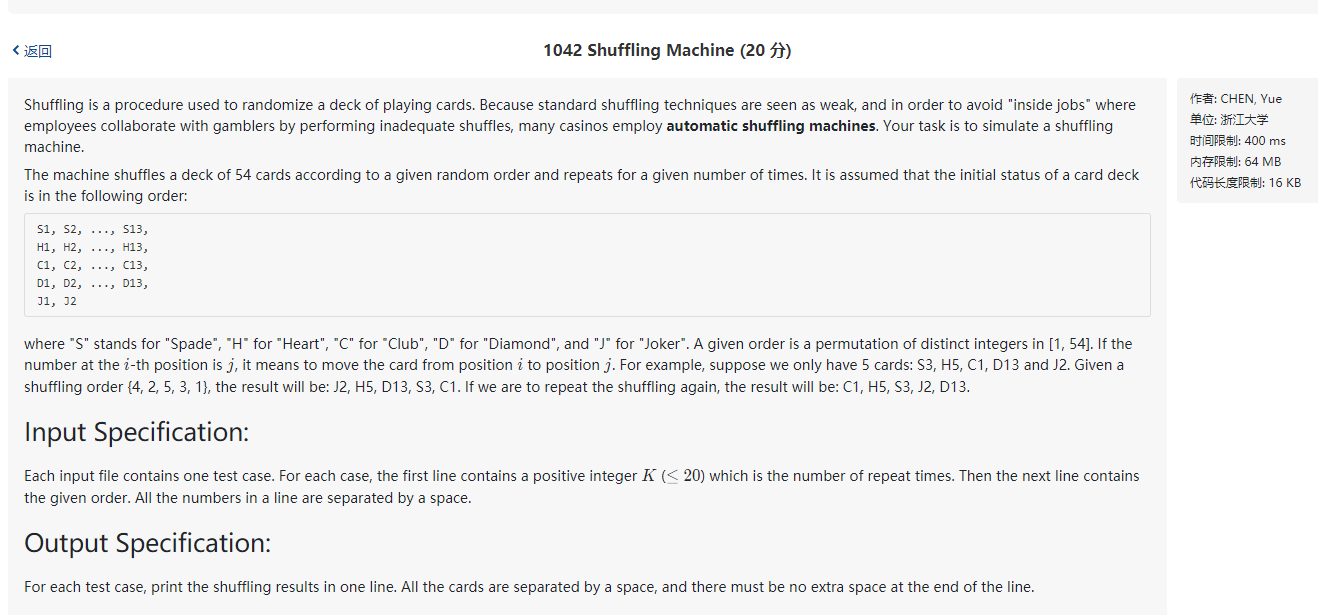 返回
1042 Shuffling Machine (20 分)
Shuffling is a procedure used to randomize a deck of playing cards. Because standard shuffling techniques are seen as weak, and in order to avoid "inside jobs" where
employees collaborate with gamblers by performing inadequate shuffles, many casinos employ automatic shuffling machines. Your task is to simulate a shuffling
machine.
The machine shuffles a deck of 54 cards according to a given random order and repeats for a given number of times. It is assumed that the initial status of a card deck
is in the following order:
S1, S2, ..., S13,
H1, H2, ..., H13,
C1, C2, ..., C13,
D1, D2, ..., D13,
J1, J2
where "S" stands for "Spade", "H" for "Heart", "C" for "Club", "D" for "Diamond", and "J" for "Joker". A given order is a permutation of distinct integers in [1, 54]. If the
number at the i-th position is j, it means to move the card from position i to position j. For example, suppose we only have 5 cards: S3, H5, C1, D13 and J2. Given a
shuffling order {4, 2, 5, 3, 1}, the result will be: J2, H5, D13, S3, C1. If we are to repeat the shuffling again, the result will be: C1, H5, S3, J2, D13.
Input Specification:
Each input file contains one test case. For each case, the first line contains a positive integer K (≤ 20) which is the number of repeat times. Then the next line contains
the given order. All the numbers in a line are separated by a space.
Output Specification:
For each test case, print the shuffling results in one line. All the cards are separated by a space, and there must be no extra space at the end of the line.
作者: CHEN, Yue
单位: 浙江大学
时间限制: 400 ms
内存限制: 64 MB
代码长度限制: 16 KB